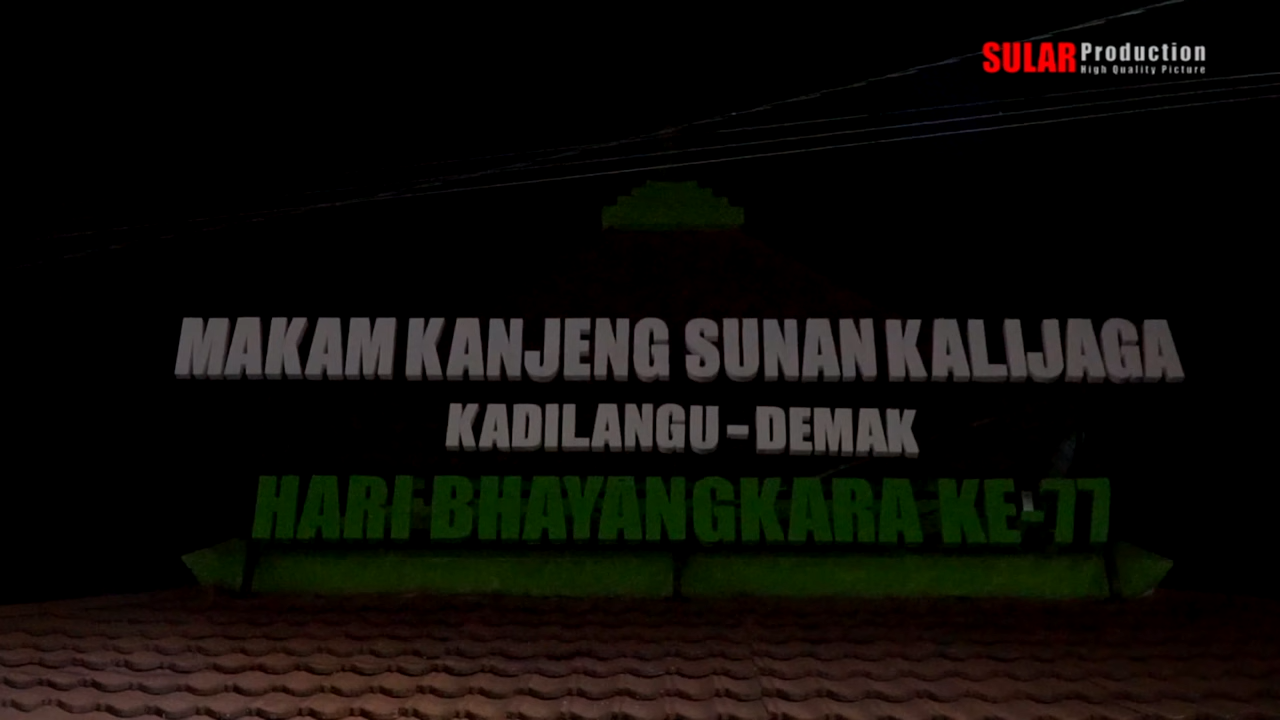 SULAR Production
High Quality Picture
MAKAM KANJENG SUNAN KALIJAGA
KADILANGU - DEMAK
HARI BHAYANGKARA KE-77